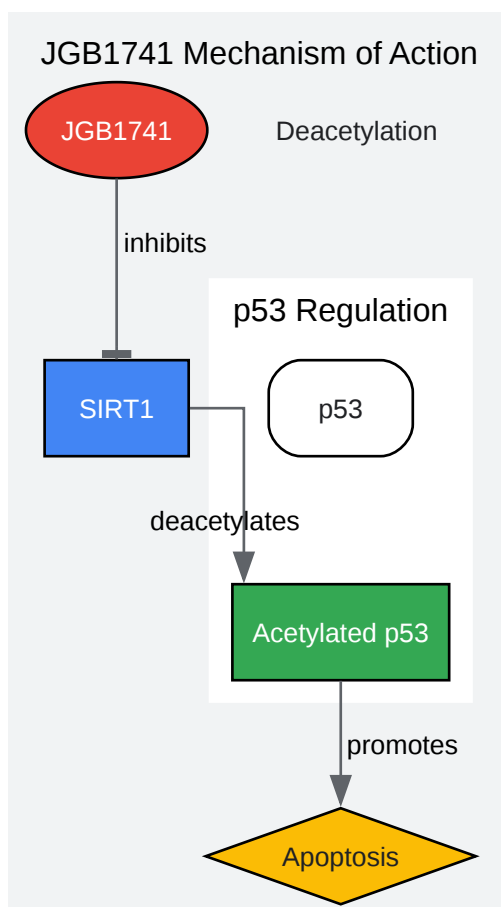 JGB1741 Mechanism of Action
JGB1741
Deacetylation
inhibits
p53 Regulation
SIRT1
p53
deacetylates
Acetylated p53
promotes
Apoptosis